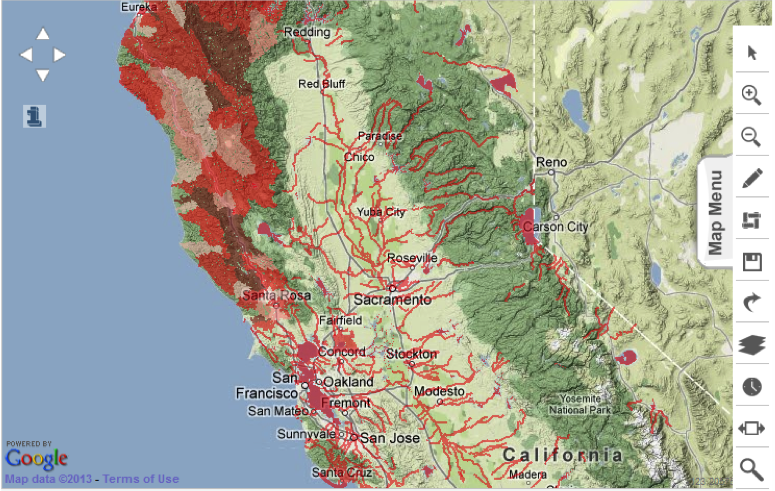 Eureka
Redding
Red Bluff
Paradise
Chico
Reno
Map Menu
Yuba City
Carson City
Roseville
Santa Rosa
Sacramento
Fairfield
Concord
Stockton
San
Francisco
Oakland
Modesto
San Mateo
Fremont
Yosemite
National Park
Sunnyvale
San Jose
California
POWERED BY
Google
Santa Cruz
Madera
Map data ©2013 - Terms of Use